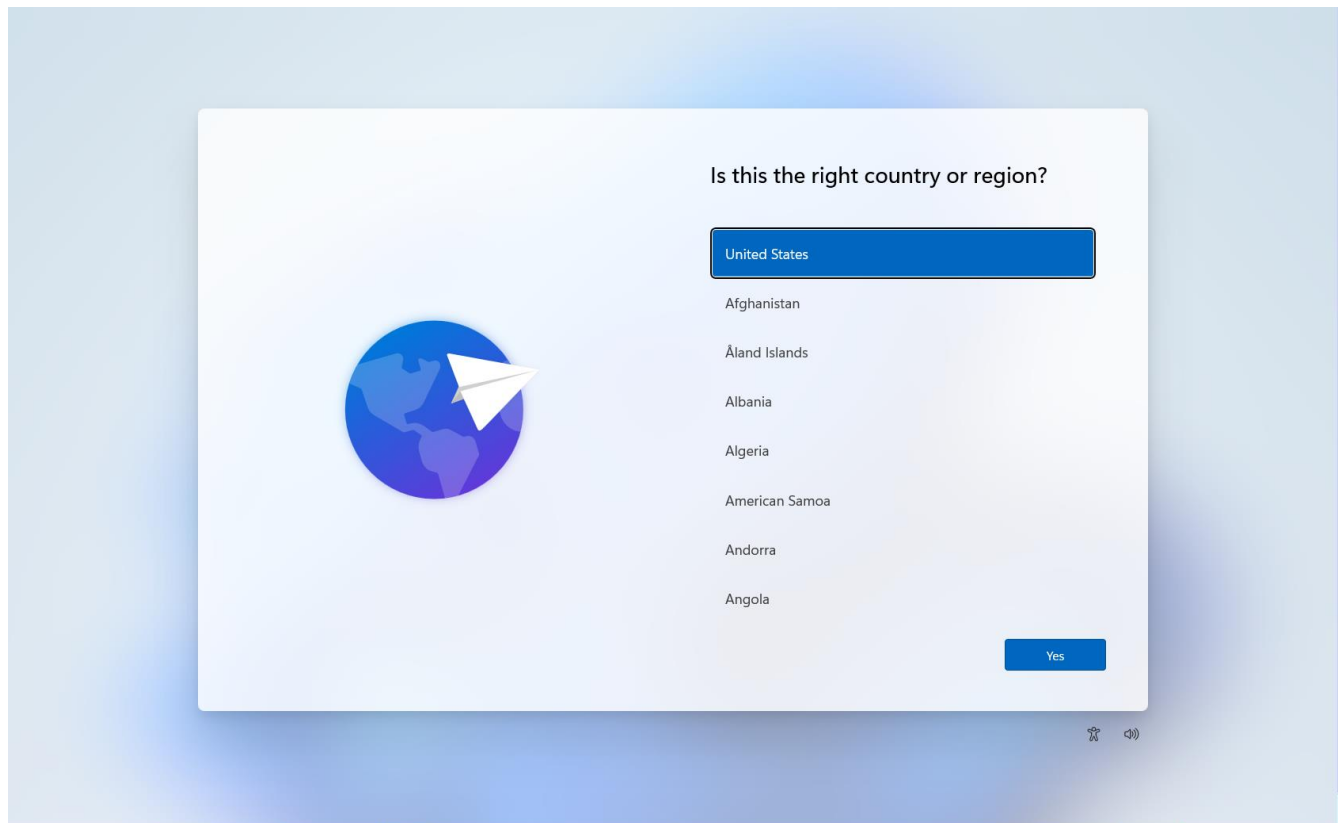 Is this the right country or region?
United States
Afghanistan
Åland Islands
Albania
Algeria
American Samoa
Andorra
Angola
Yes